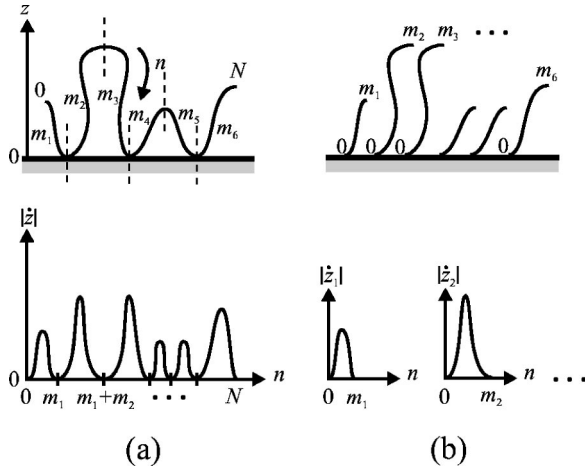 z
0
m₁
m₂
m₃
n
m₄
m₅
N
m₆
0
m₁
m₂
m₃
...
m₆
0 0 0 0
|ż|
0
n
0 m₁ m₁+m₂ ... N
|ż₁|
n
0 m₁
|ż₂|
n
0 m₂
...
(a)
(b)